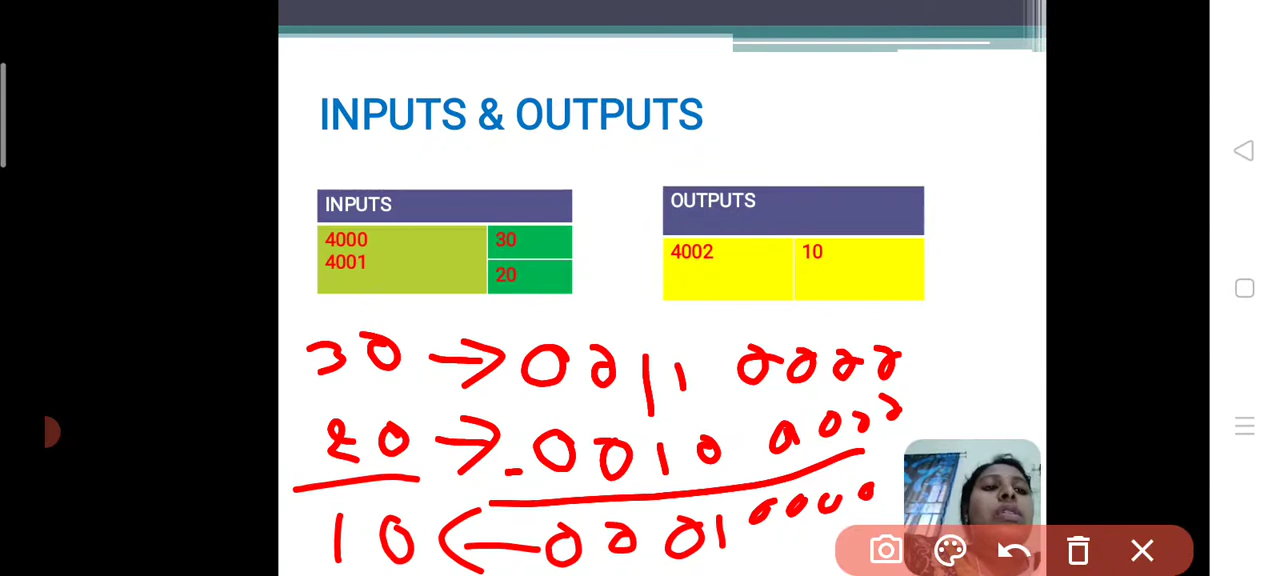 INPUTS & OUTPUTS
INPUTS
4000 30
4001
20
OUTPUTS
4002 10
30 → 0011 0000
20 → - 0010 0000
10 ← 0001 0000